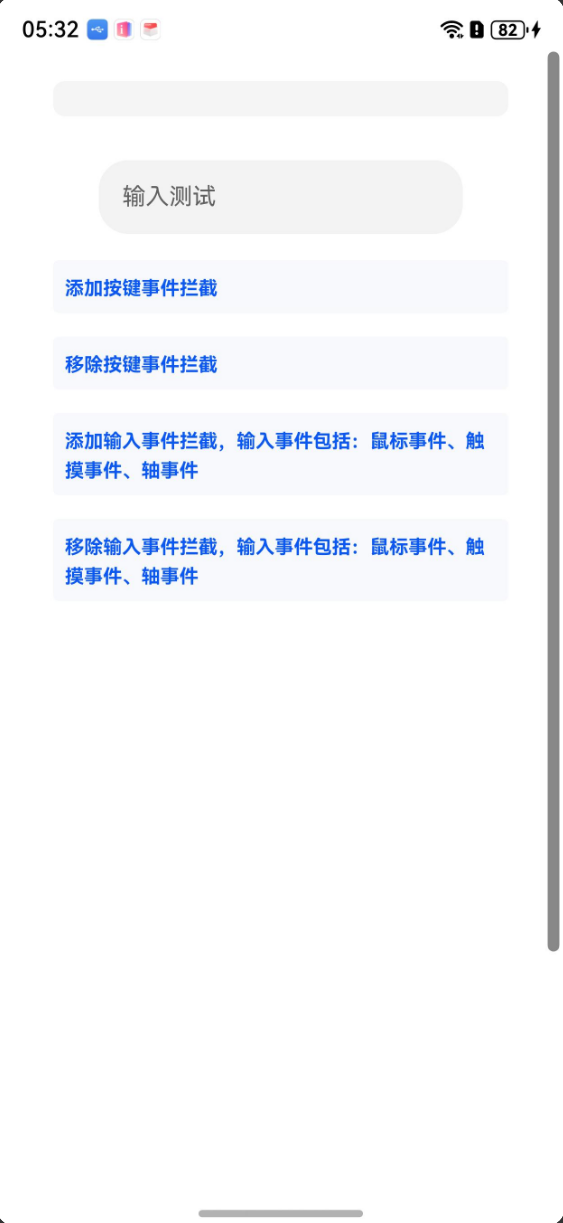 05:32
82
输入测试
添加按键事件拦截
移除按键事件拦截
添加输入事件拦截，输入事件包括：鼠标事件、触
摸事件、轴事件
移除输入事件拦截，输入事件包括：鼠标事件、触
摸事件、轴事件